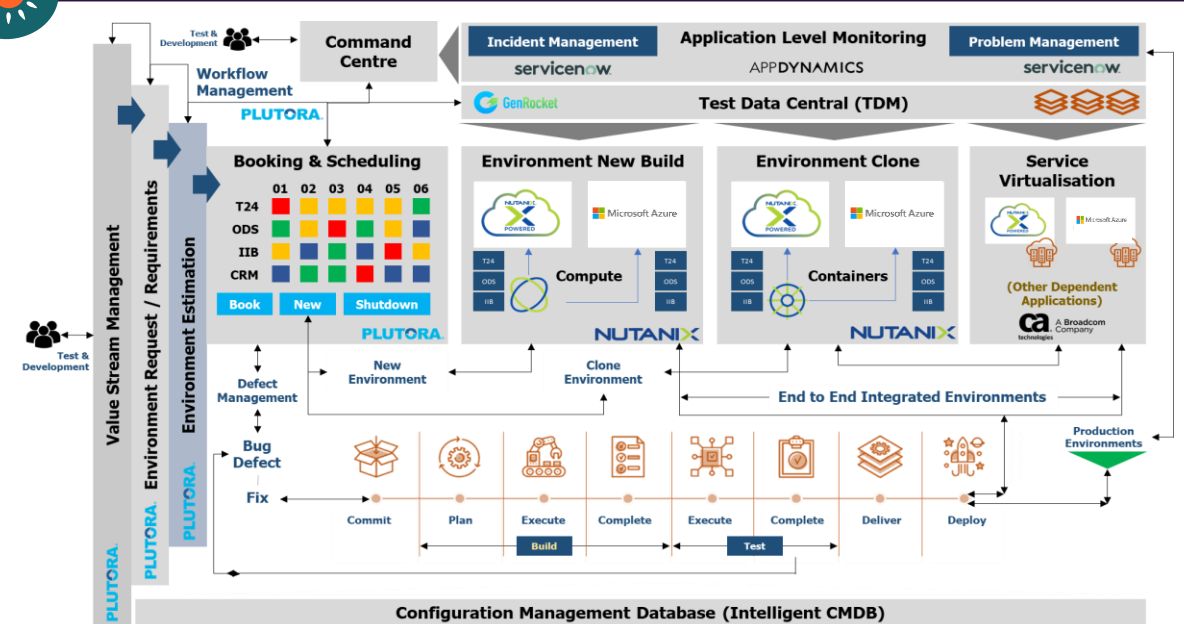 Test &
Development
Command
Centre
Incident Management
servicenow
Application Level Monitoring
APPDYNAMICS
Problem Management
servicenow
Workflow
Management
PLUTORA
GenRocket
Test Data Central (TDM)
Booking & Scheduling
01 02 03 04 05 06
T24
ODS
IIB
CRM
Book
New
Shutdown
PLUTORA
Environment New Build
NUTANIX
X
POWERED
Microsoft Azure
T24
ODS
IIB
Compute
T24
ODS
IIB
NUTANIX
Environment Clone
NUTANIX
X
POWERED
Microsoft Azure
T24
ODS
IIB
Containers
T24
ODS
IIB
NUTANIX
Service
Virtualisation
NUTANIX
X
POWERED
Microsoft Azure
(Other Dependent
Applications)
ca
technologies
A Broadcom
Company
Value Stream Management
PLUTORA
Environment Request / Requirements
PLUTORA
Environment Estimation
PLUTORA
Test &
Development
Defect
Management
New
Environment
Clone
Environment
End to End Integrated Environments
Production
Environments
Bug
Defect
Fix
Commit
Plan
Execute
Complete
Execute
Complete
Deliver
Deploy
Build
Test
Configuration Management Database (Intelligent CMDB)